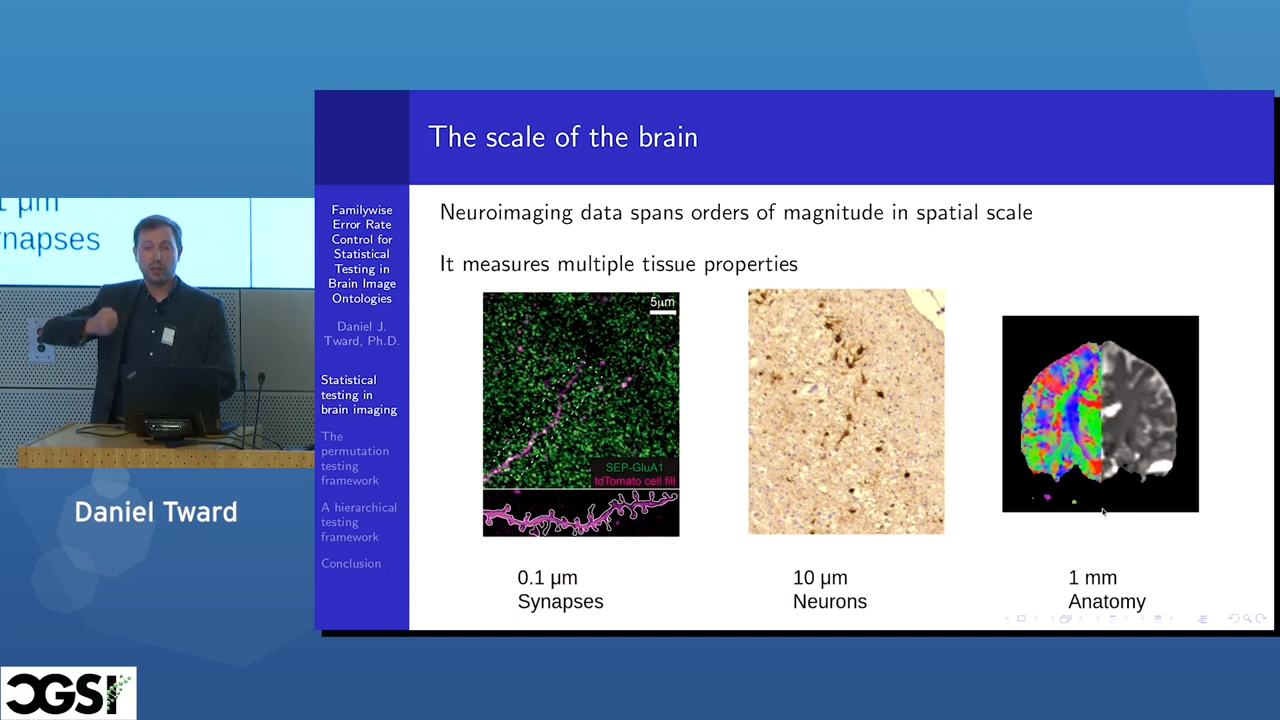 The scale of the brain
1 µm
ynapses
Familywise
Error Rate
Control for
Statistical
Testing in
Brain Image
Ontologies
Daniel J.
Tward, Ph.D.
Statistical
testing in
brain imaging
The
permutation
testing
framework
A hierarchical
testing
framework
Conclusion
Neuroimaging data spans orders of magnitude in spatial scale
It measures multiple tissue properties
5µm
SEP-GluA1
tdTomato cell fill
0.1 µm
Synapses
10 µm
Neurons
1 mm
Anatomy
Daniel Tward
CGSI